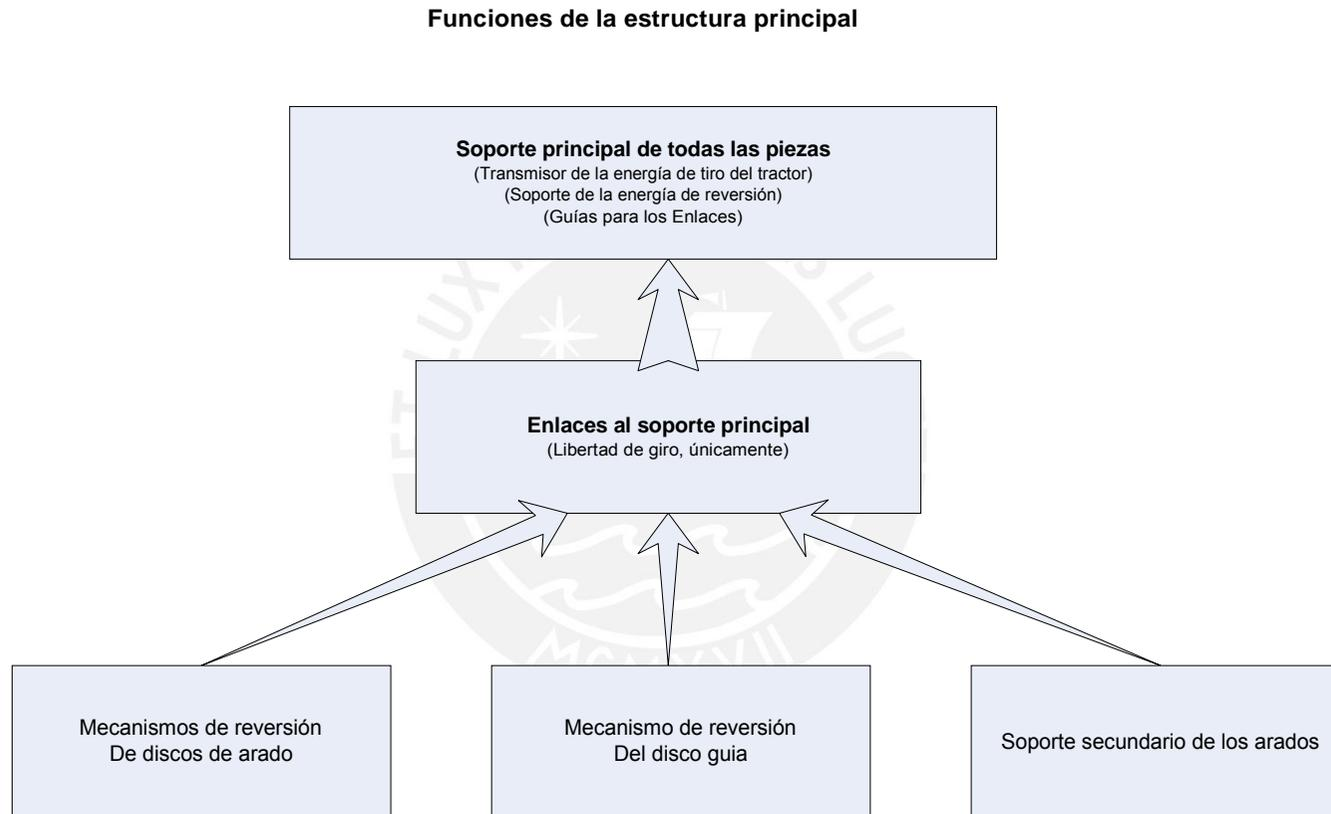 Funciones de la estructura principal
Soporte principal de todas las piezas
(Transmisor de la energía de tiro del tractor)
(Soporte de la energía de reversión)
(Guías para los Enlaces)
Enlaces al soporte principal
(Libertad de giro, únicamente)
Mecanismos de reversión
De discos de arado
Mecanismo de reversión
Del disco guia
Soporte secundario de los arados